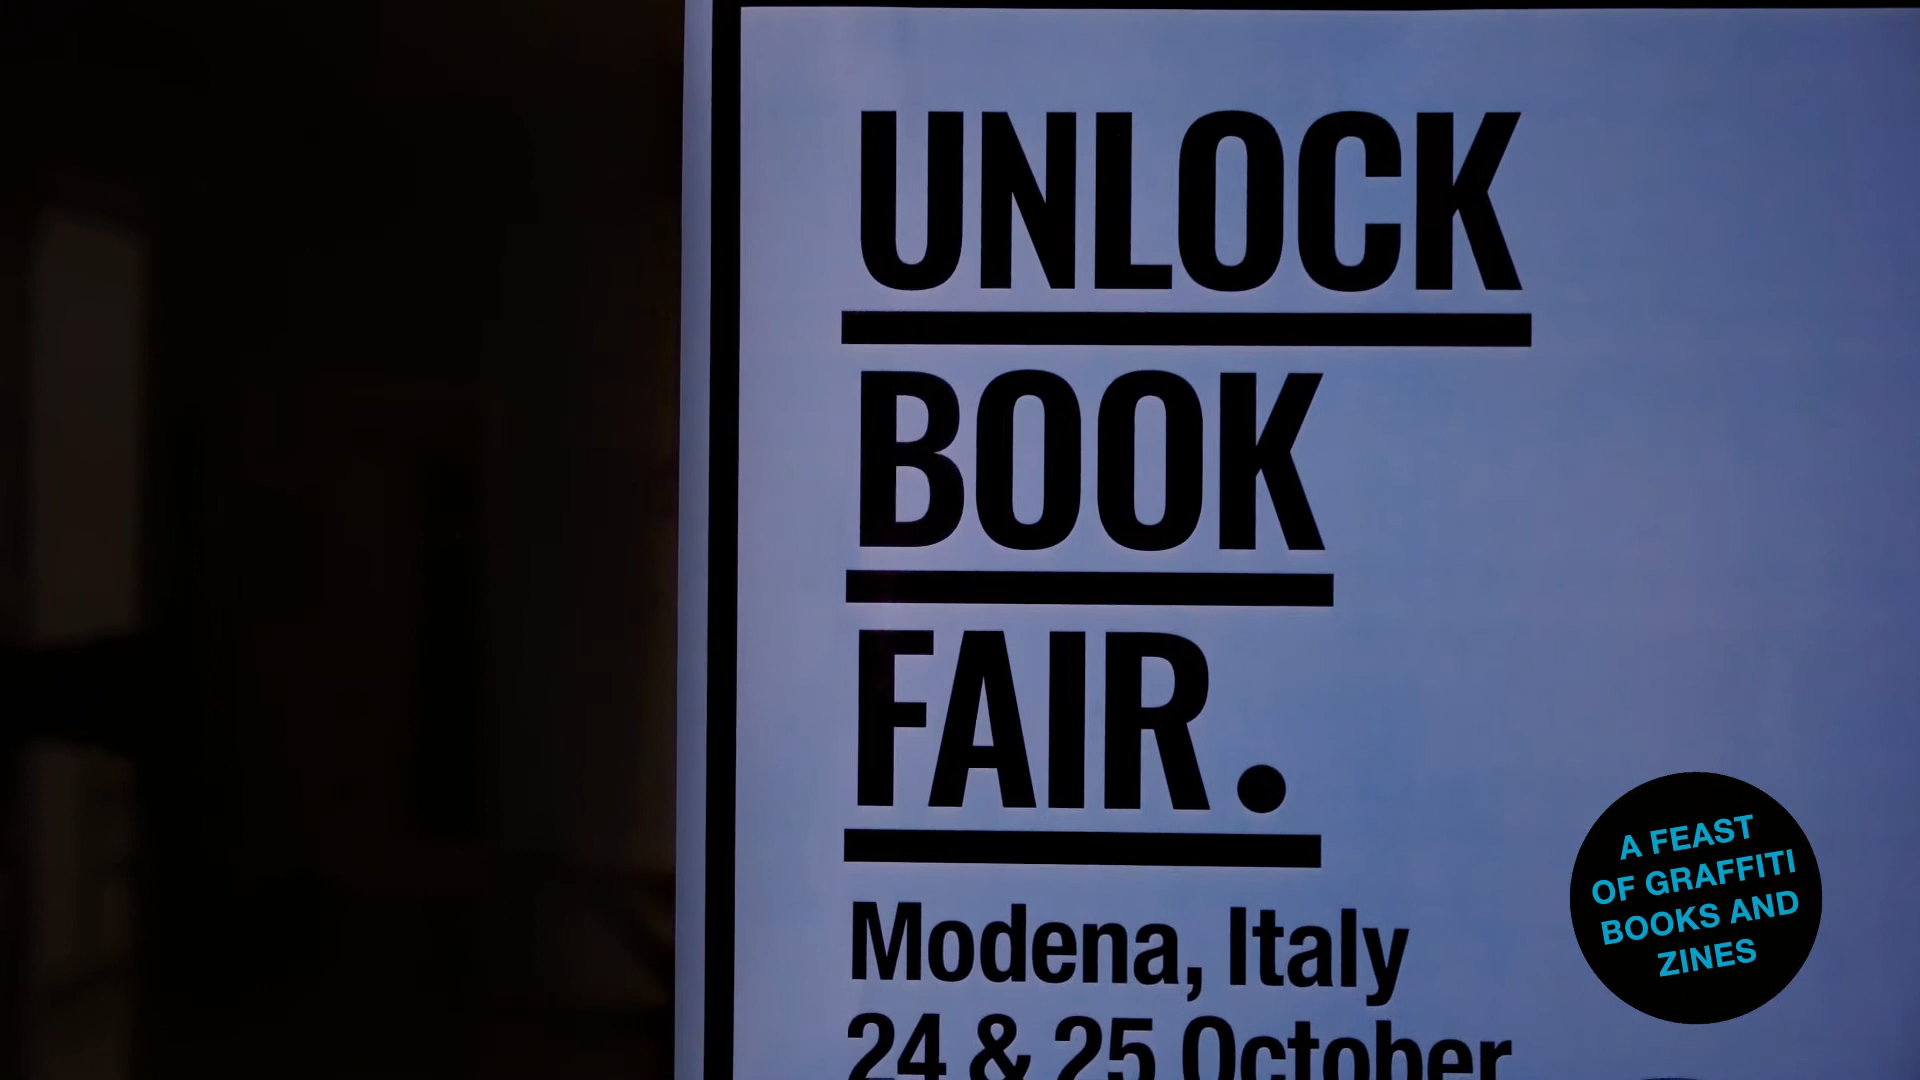 UNLOCK
BOOK
FAIR.
Modena, Italy
24 & 25 October
A FEAST
OF GRAFFITI
BOOKS AND
ZINES